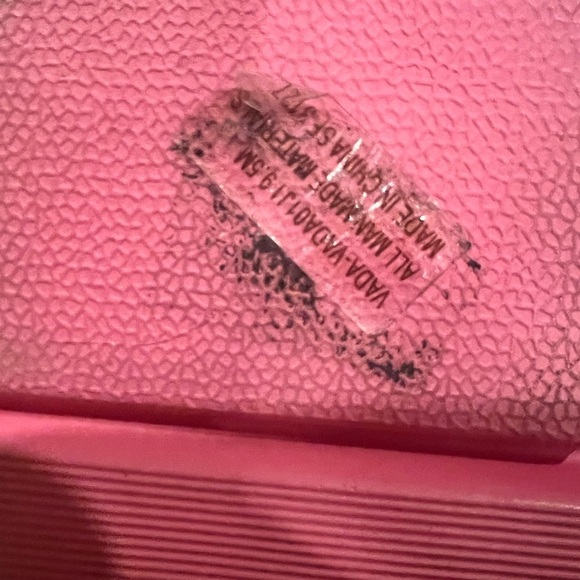 VADA-VADA01J1 9.5M
ALL MAN MADE MATERIALS
MADE IN CHINA